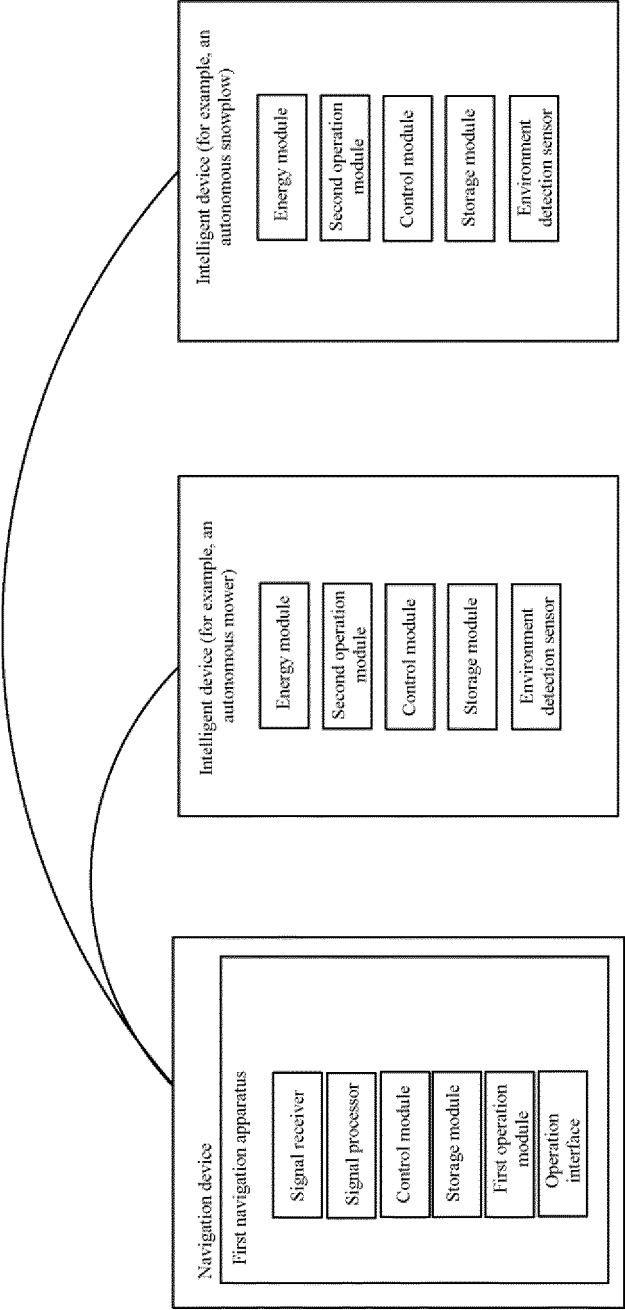 Navigation device
First navigation apparatus
Signal receiver
Signal processor
Control module
Storage module
First operation
module
Operation
interface
Intelligent device (for example, an
autonomous mower)
Energy module
Second operation
module
Control module
Storage module
Environment
detection sensor
Intelligent device (for example, an
autonomous snowplow)
Energy module
Second operation
module
Control module
Storage module
Environment
detection sensor